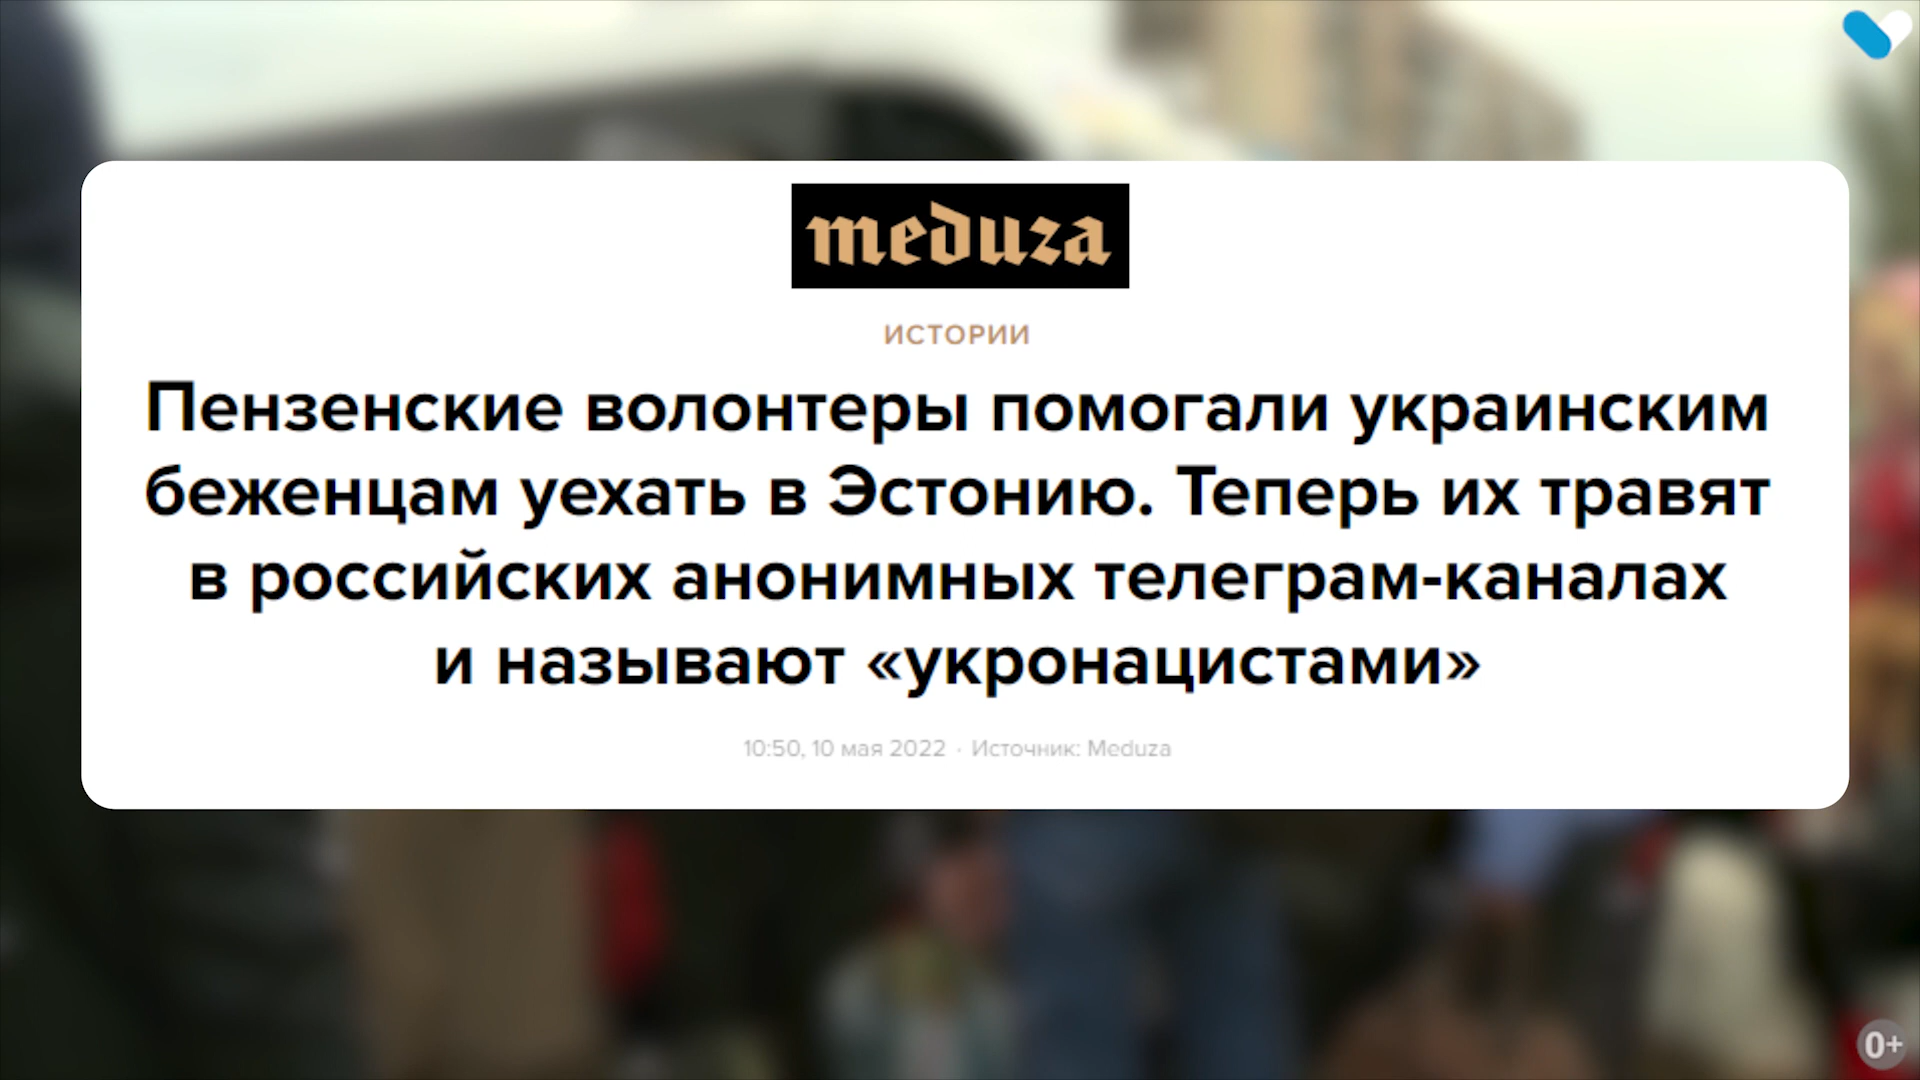 meduza
ИСТОРИИ
Пензенские волонтеры помогали украинским
беженцам уехать в Эстонию. Теперь их травят
в российских анонимных телеграм-каналах
и называют «укронацистами»
10:50, 10 мая 2022 · Источник: Meduza
0+